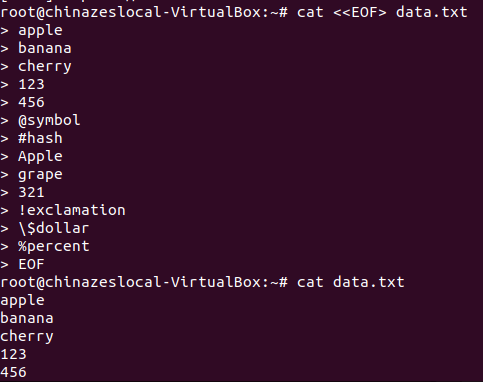 root@chinazeslocal-VirtualBox:~# cat <<EOF> data.txt
> apple
> banana
> cherry
> 123
> 456
> @symbol
> #hash
> Apple
> grape
> 321
> !exclamation
> \$dollar
> %percent
> EOF
root@chinazeslocal-VirtualBox:~# cat data.txt
apple
banana
cherry
123
456